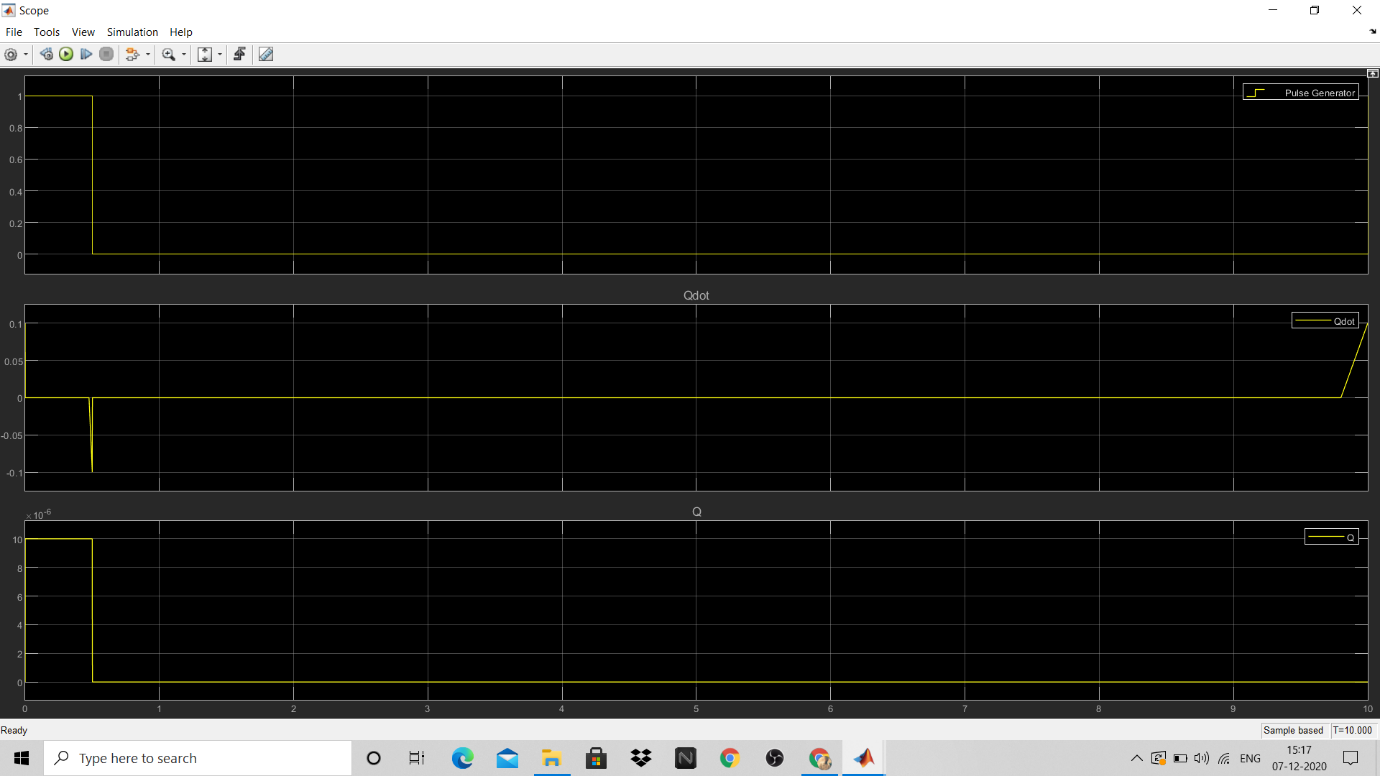 Scope
File Tools View Simulation Help
Pulse Generator
1
0.8
0.6
0.4
0.2
0
Qdot
Qdot
0.1
0.05
0
-0.05
-0.1
Q
×10-6
Q
10
8
6
4
2
0
0 1 2 3 4 5 6 7 8 9 10
Ready
Sample based T=10.000
Type here to search
ENG
15:17
07-12-2020